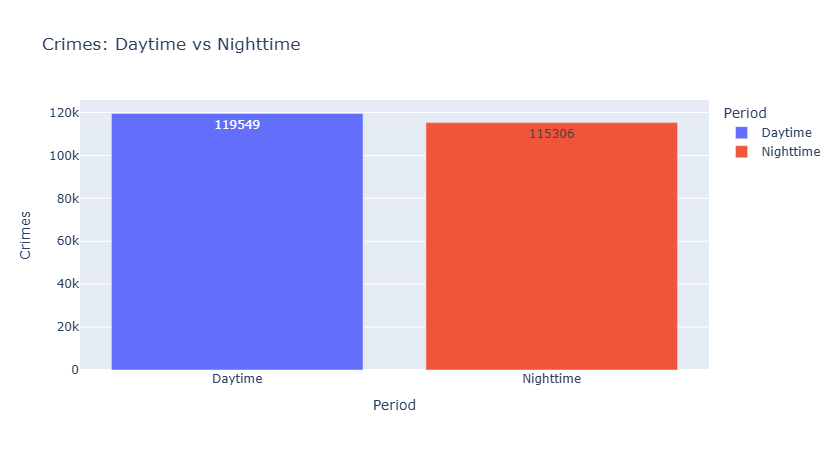 Crimes: Daytime vs Nighttime
Crimes
120k
100k
80k
60k
40k
20k
0
119549
115306
Daytime
Nighttime
Period
Period
Daytime
Nighttime